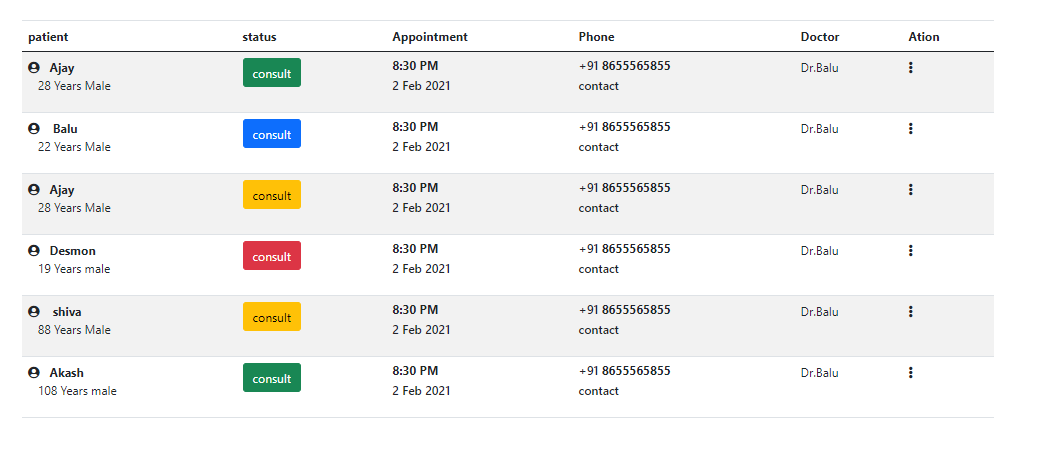 patient status Appointment Phone Doctor Ation
Ajay consult 8:30 PM +91 8655565855 Dr.Balu
28 Years Male 2 Feb 2021 contact
Balu consult 8:30 PM +91 8655565855 Dr.Balu
22 Years Male 2 Feb 2021 contact
Ajay consult 8:30 PM +91 8655565855 Dr.Balu
28 Years Male 2 Feb 2021 contact
Desmon consult 8:30 PM +91 8655565855 Dr.Balu
19 Years male 2 Feb 2021 contact
shiva consult 8:30 PM +91 8655565855 Dr.Balu
88 Years Male 2 Feb 2021 contact
Akash consult 8:30 PM +91 8655565855 Dr.Balu
108 Years male 2 Feb 2021 contact